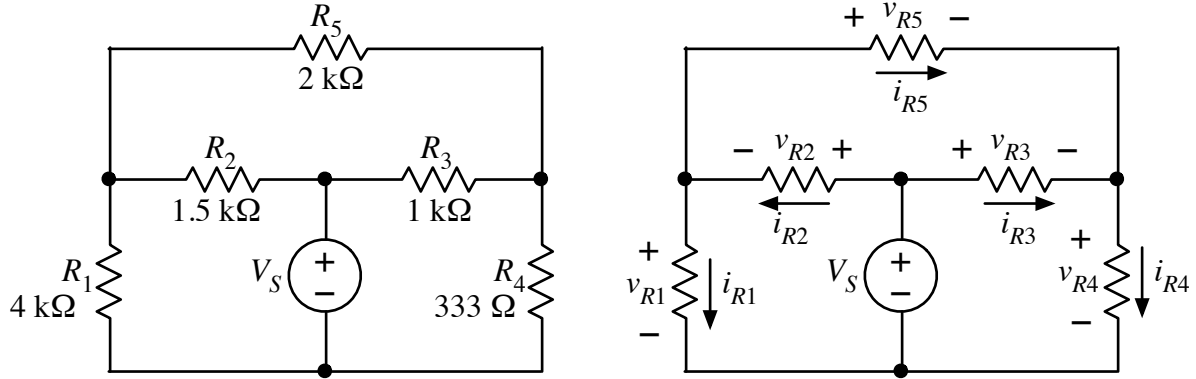 R5
2 kΩ
R2
R3
1.5 kΩ
1 kΩ
R1
4 kΩ
VS
+
−
R4
333 Ω
+ vR5 −
iR5
− vR2 +
+ vR3 −
iR2
iR3
+
vR1
−
iR1
VS
+
−
+
vR4
−
iR4